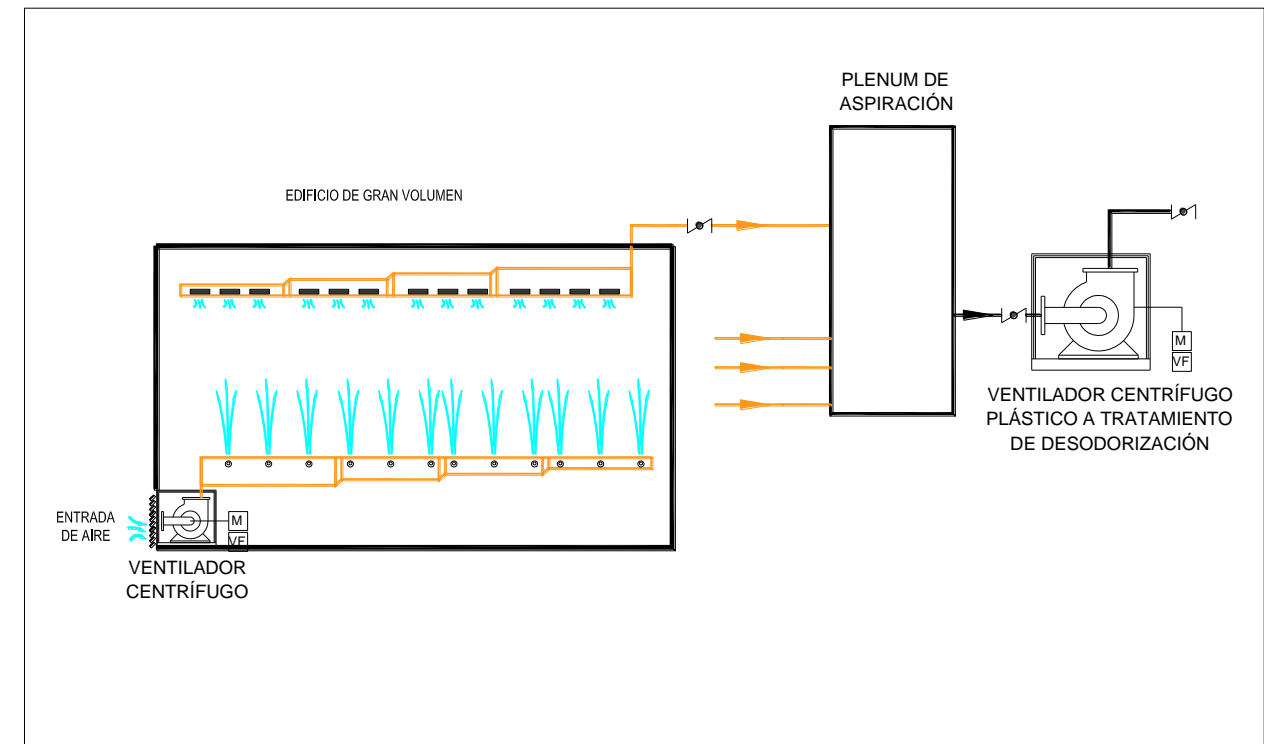 PLENUM DE
ASPIRACIÓN
EDIFICIO DE GRAN VOLUMEN
M
VF
VENTILADOR CENTRÍFUGO
PLÁSTICO A TRATAMIENTO
DE DESODORIZACIÓN
ENTRADA
DE AIRE
M
VF
VENTILADOR
CENTRÍFUGO